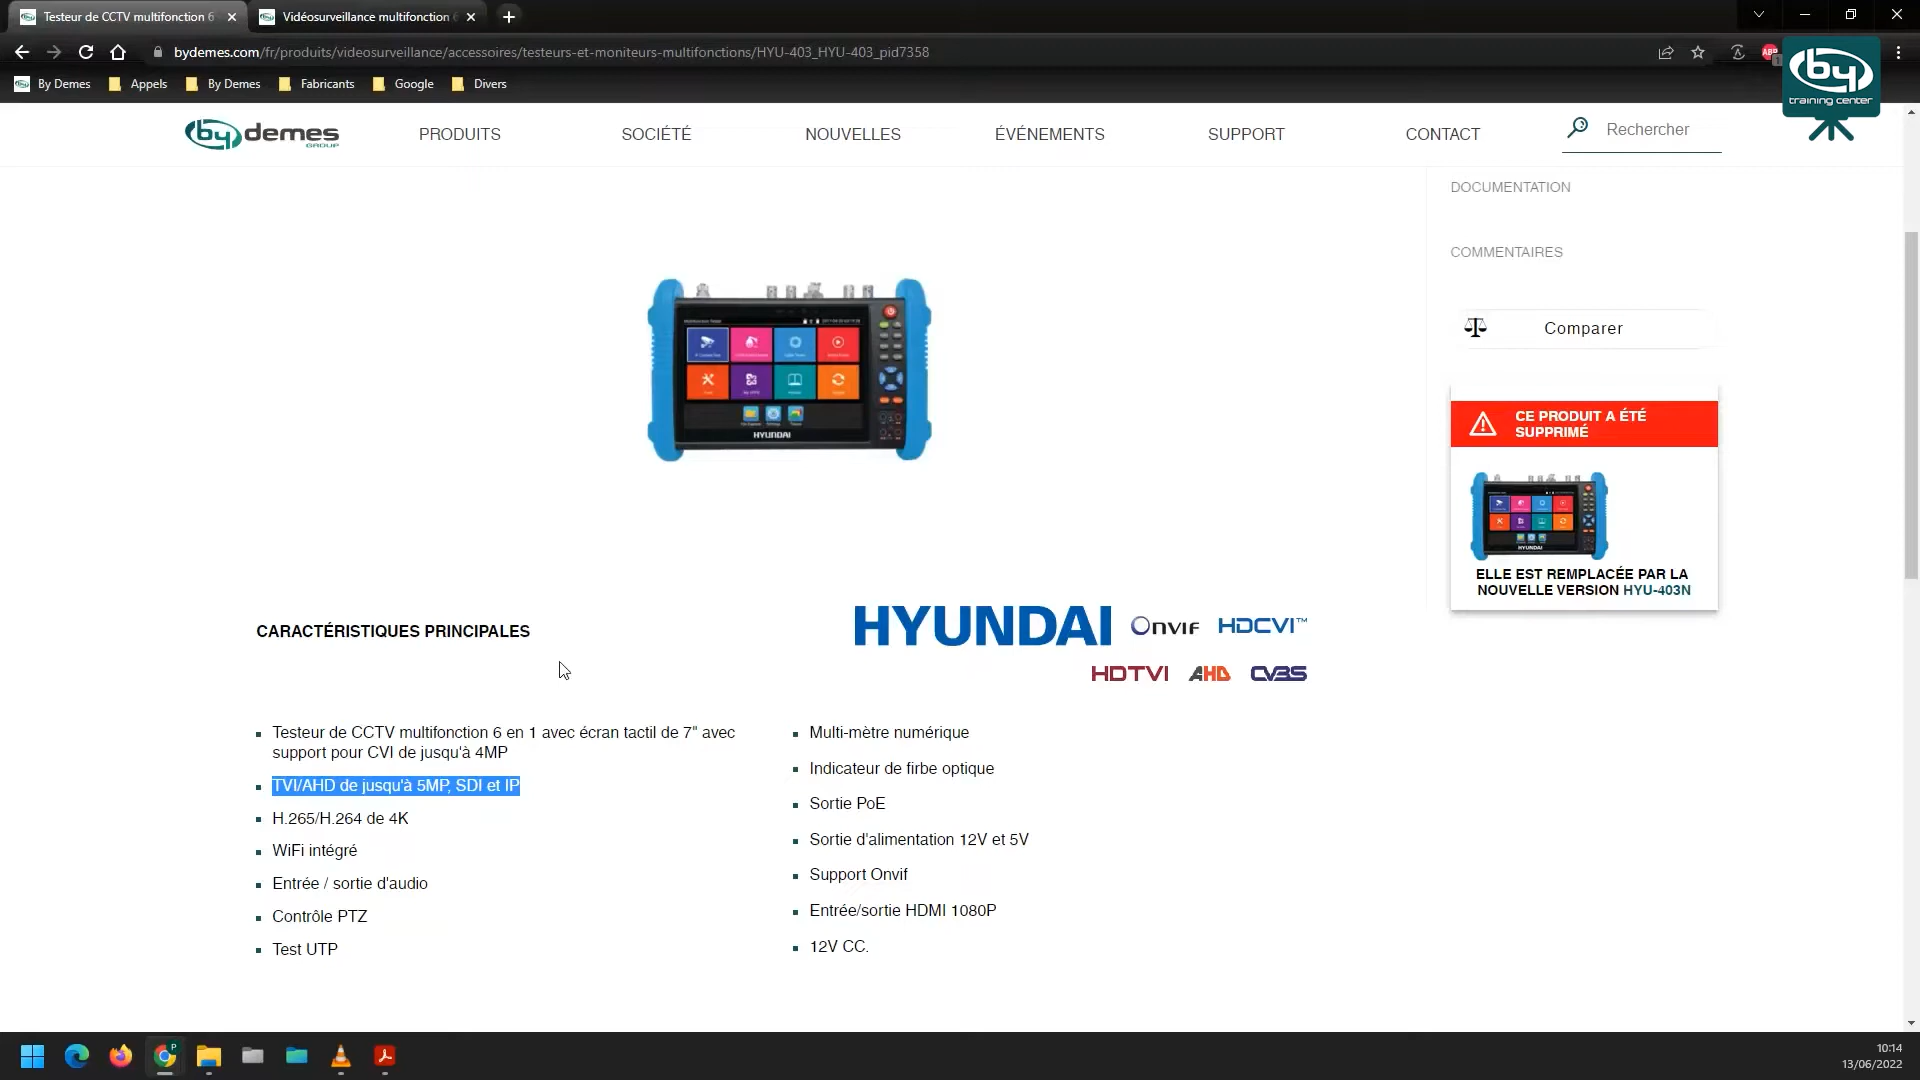 Testeur de CCTV multifonction 6
Vidéosurveillance multifonction 6
bydemes.com/fr/produits/videosurveillance/accessoires/testeurs-et-moniteurs-multifonctions/HYU-403_HYU-403_pid7358
ABP
By Demes
Appels
By Demes
Fabricants
Google
Divers
by
training center
by demes
GROUP
PRODUITS
SOCIÉTÉ
NOUVELLES
ÉVÉNEMENTS
SUPPORT
CONTACT
Rechercher
DOCUMENTATION
COMMENTAIRES
Comparer
HYUNDAI
CE PRODUIT A ÉTÉ
SUPPRIMÉ
HYUNDAI
ELLE EST REMPLACÉE PAR LA
NOUVELLE VERSION HYU-403N
CARACTÉRISTIQUES PRINCIPALES
HYUNDAI
ONVIF
HDCVI™
HDTVI
AHD
CVBS
Testeur de CCTV multifonction 6 en 1 avec écran tactil de 7" avec
support pour CVI de jusqu'à 4MP
TVI/AHD de jusqu'à 5MP, SDI et IP
H.265/H.264 de 4K
WiFi intégré
Entrée / sortie d'audio
Contrôle PTZ
Test UTP
Multi-mètre numérique
Indicateur de firbe optique
Sortie PoE
Sortie d'alimentation 12V et 5V
Support Onvif
Entrée/sortie HDMI 1080P
12V CC.
10:14
13/06/2022